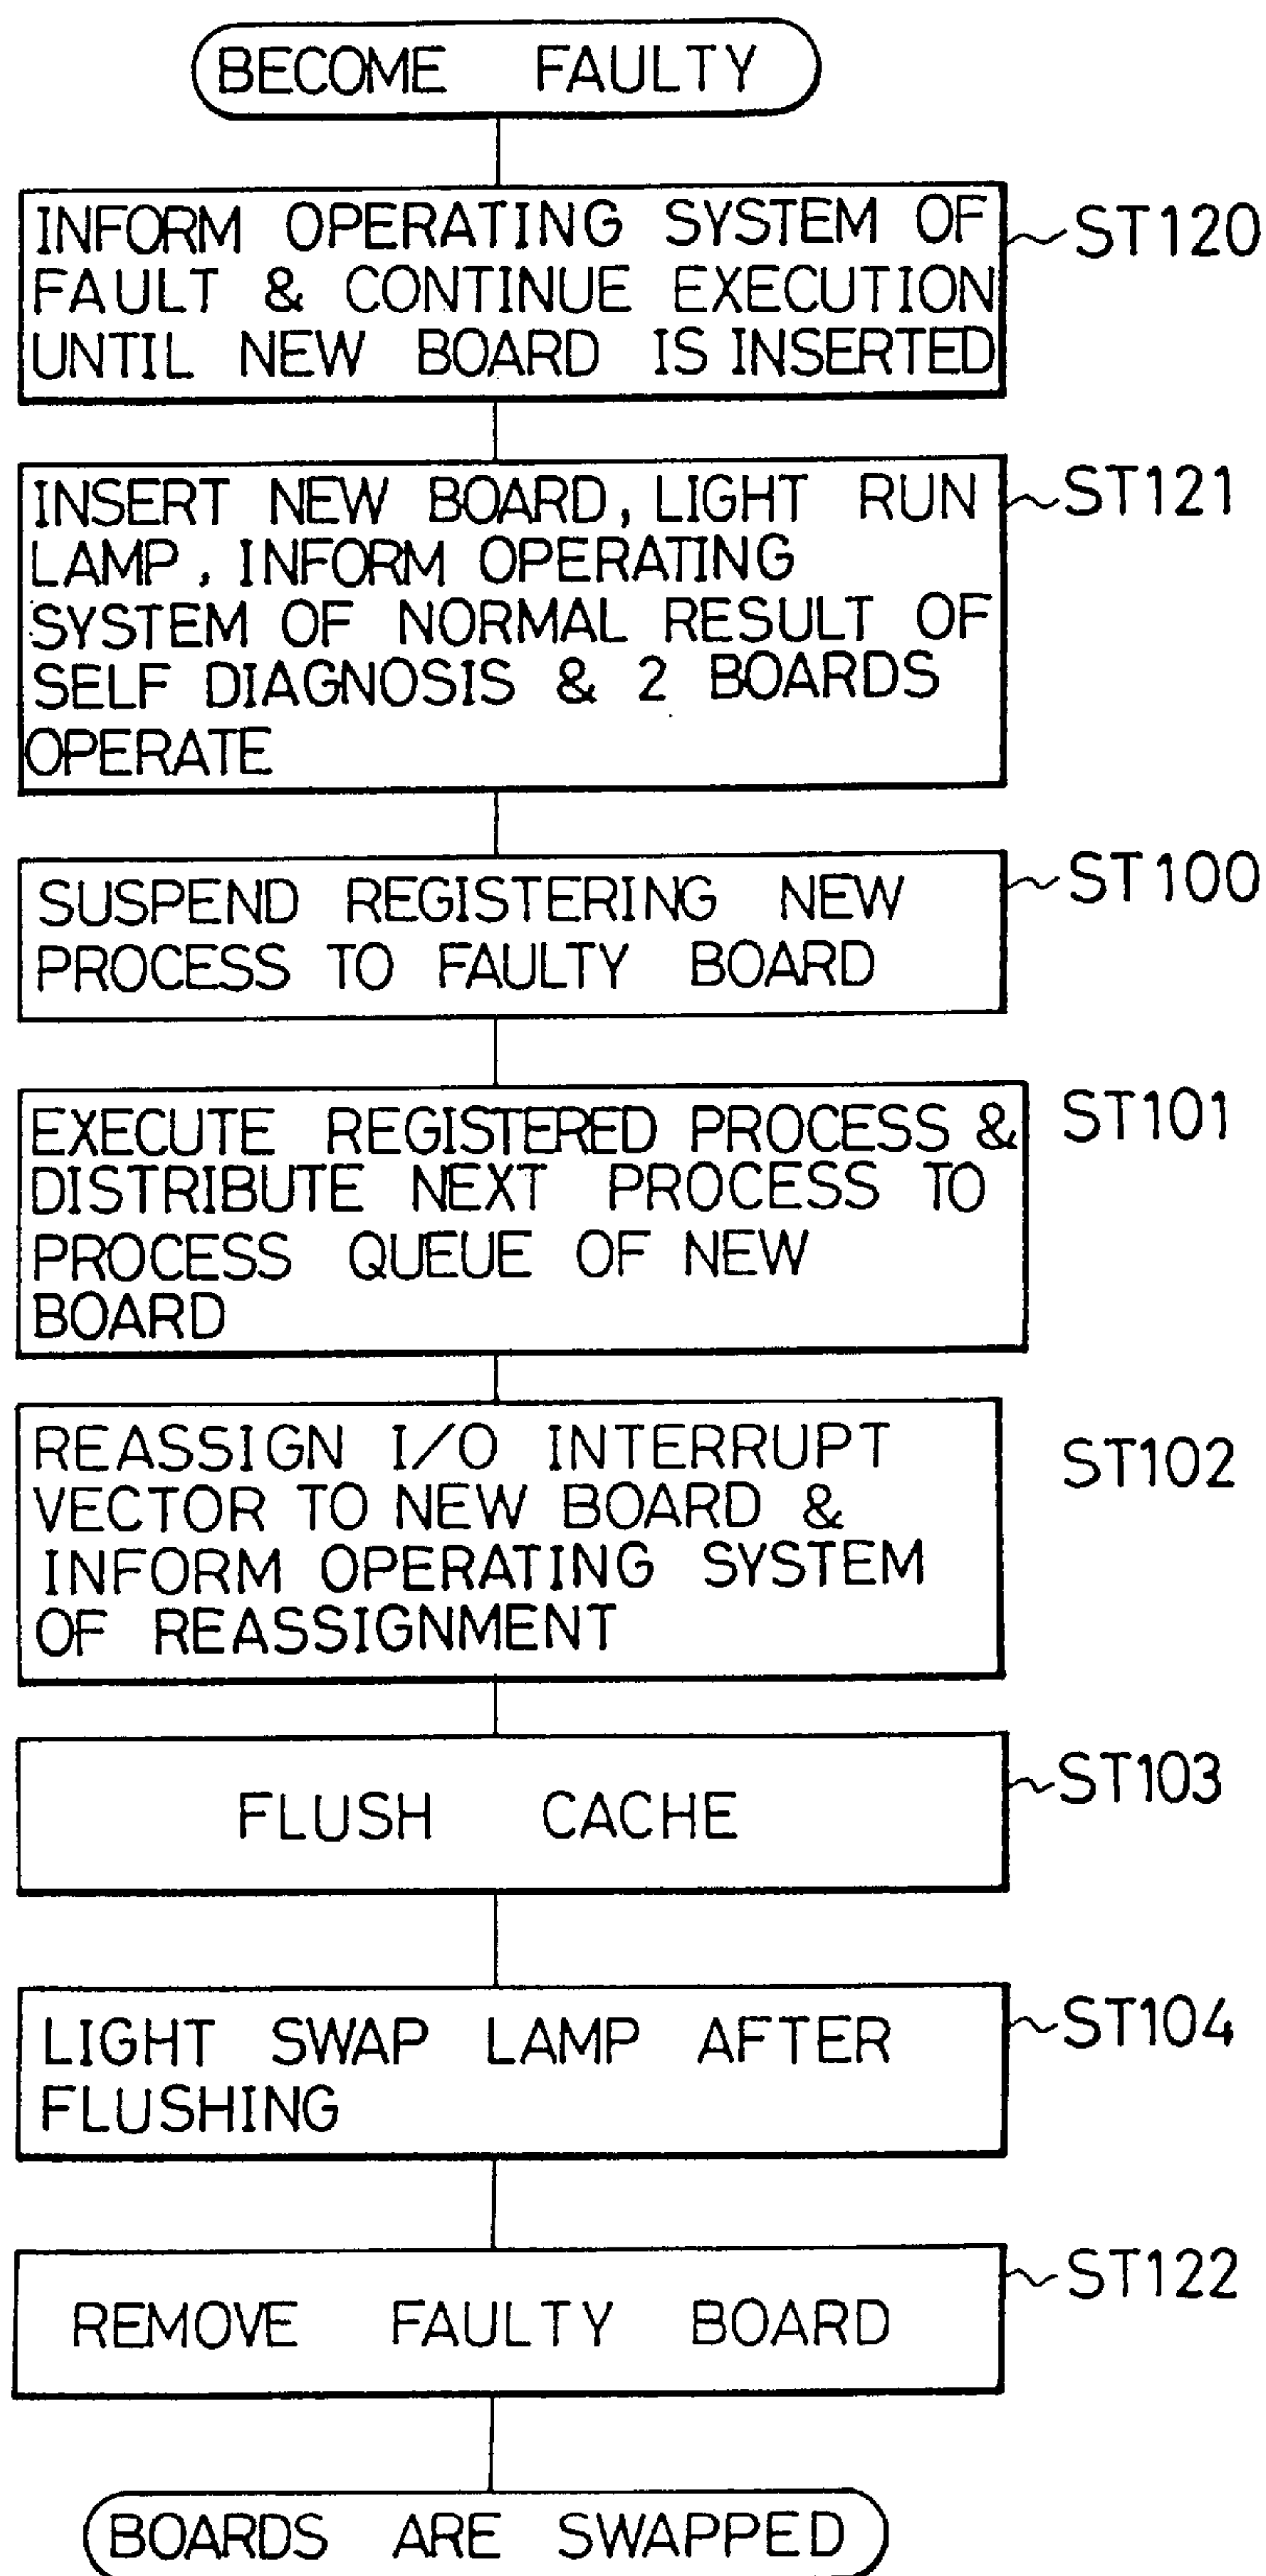 BECOME FAULTY
INFORM OPERATING SYSTEM OF
FAULT & CONTINUE EXECUTION
UNTIL NEW BOARD IS INSERTED
ST120
INSERT NEW BOARD, LIGHT RUN
LAMP, INFORM OPERATING
SYSTEM OF NORMAL RESULT OF
SELF DIAGNOSIS & 2 BOARDS
OPERATE
ST121
SUSPEND REGISTERING NEW
PROCESS TO FAULTY BOARD
ST100
EXECUTE REGISTERED PROCESS &
DISTRIBUTE NEXT PROCESS TO
PROCESS QUEUE OF NEW
BOARD
ST101
REASSIGN I/O INTERRUPT
VECTOR TO NEW BOARD &
INFORM OPERATING SYSTEM
OF REASSIGNMENT
ST102
FLUSH CACHE
ST103
LIGHT SWAP LAMP AFTER
FLUSHING
ST104
REMOVE FAULTY BOARD
ST122
BOARDS ARE SWAPPED